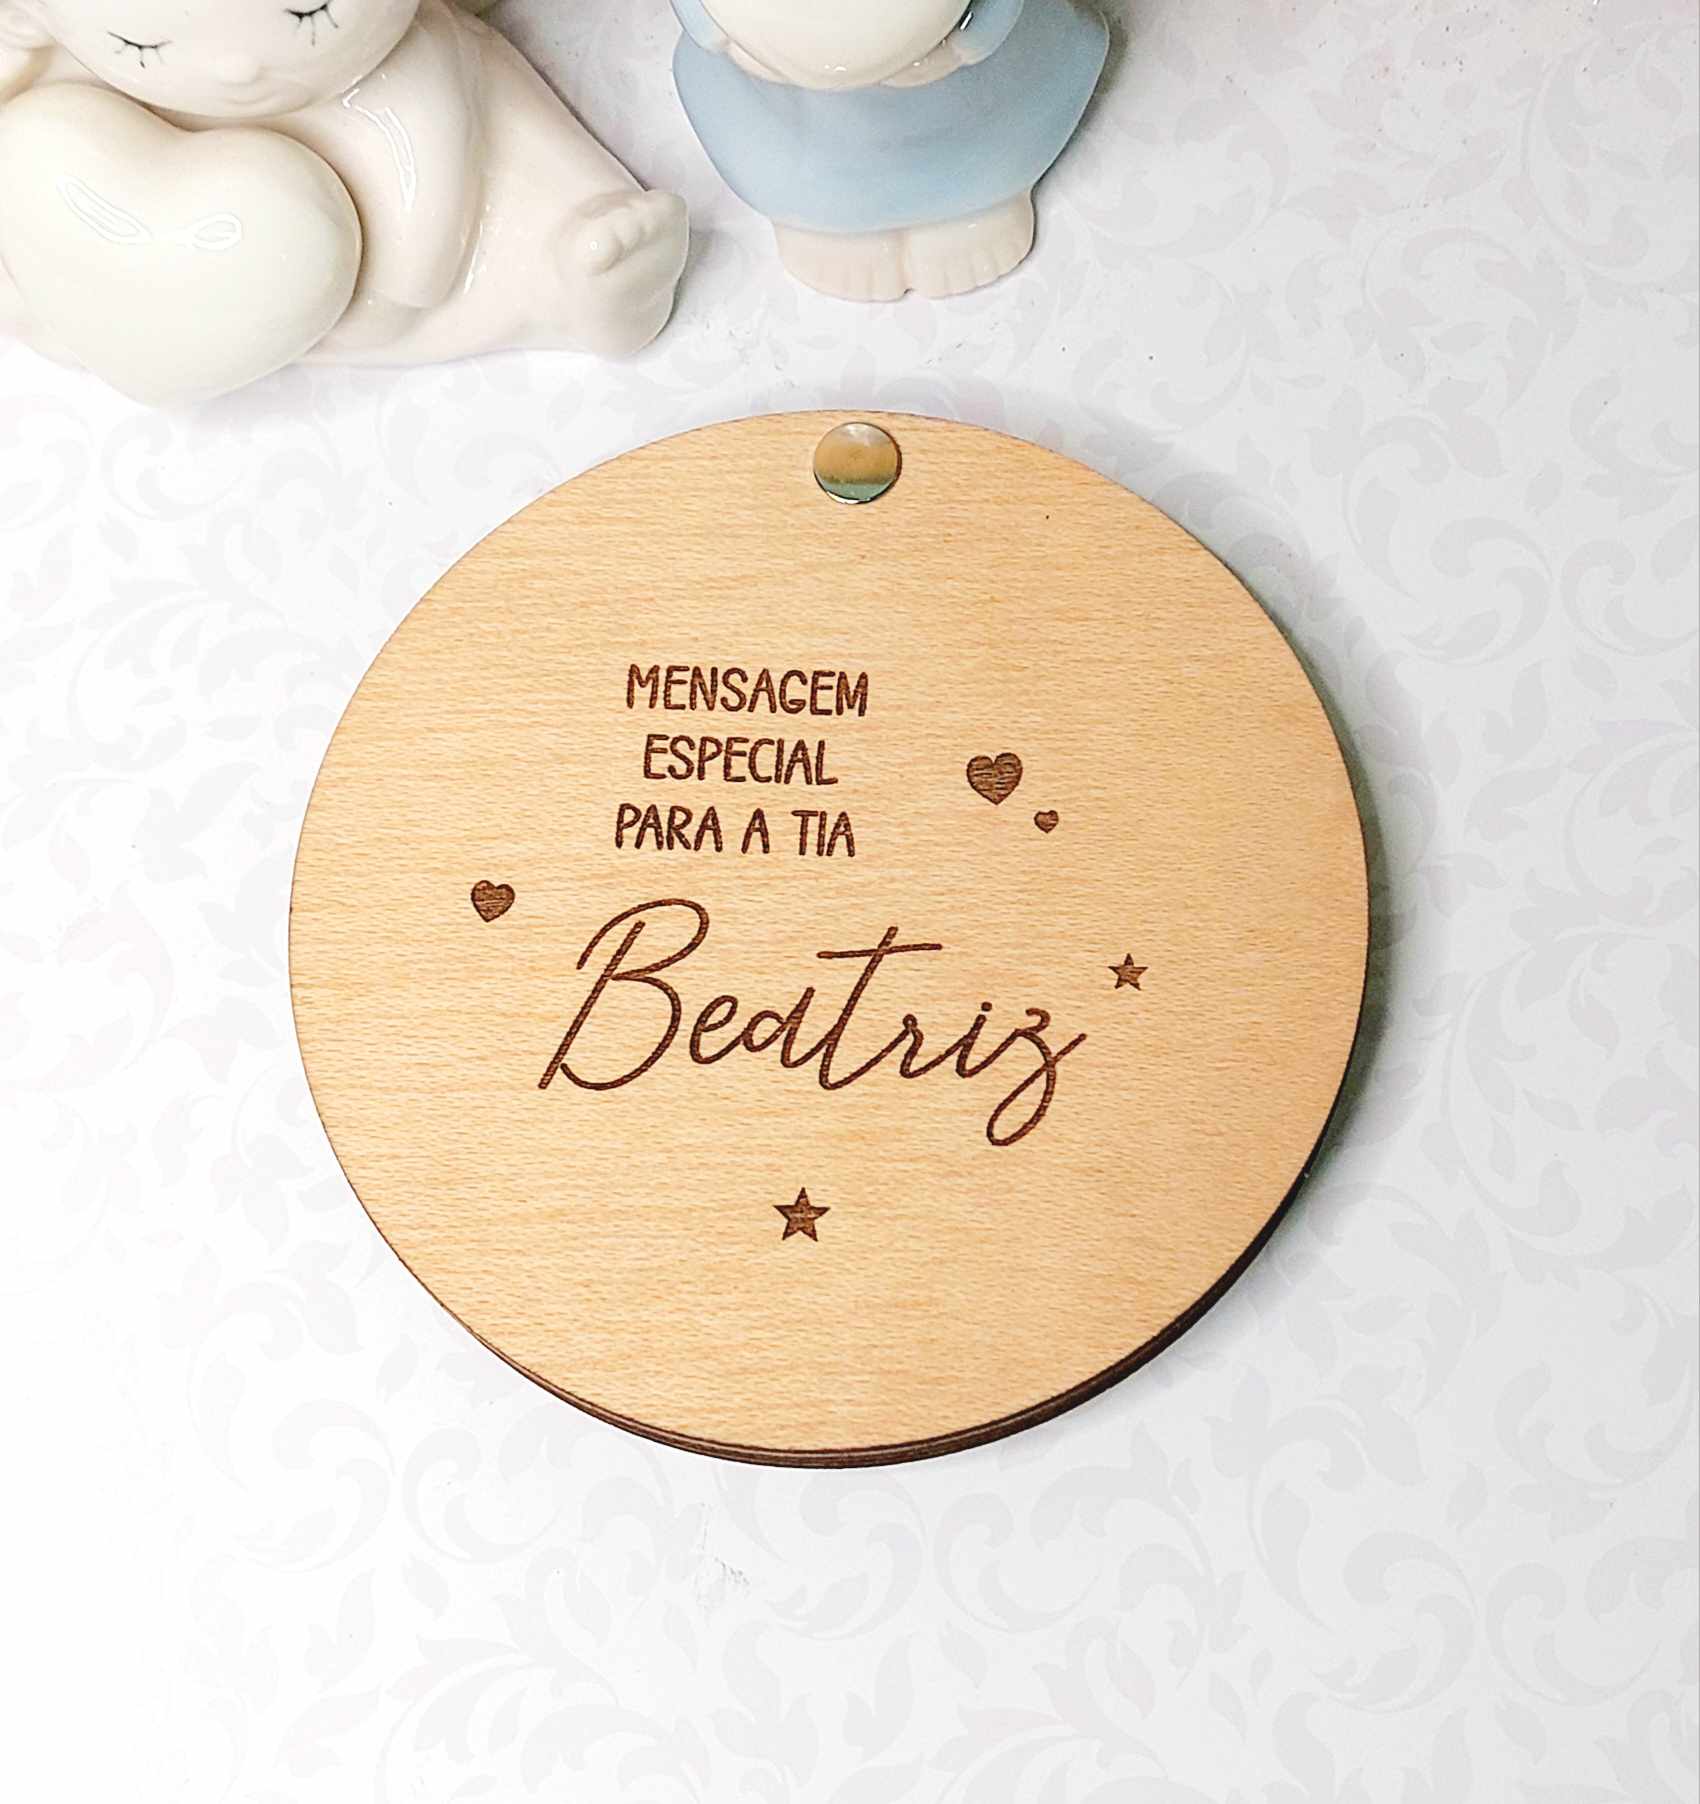 MENSAGEM
ESPECIAL
PARA A TIA
Beatriz